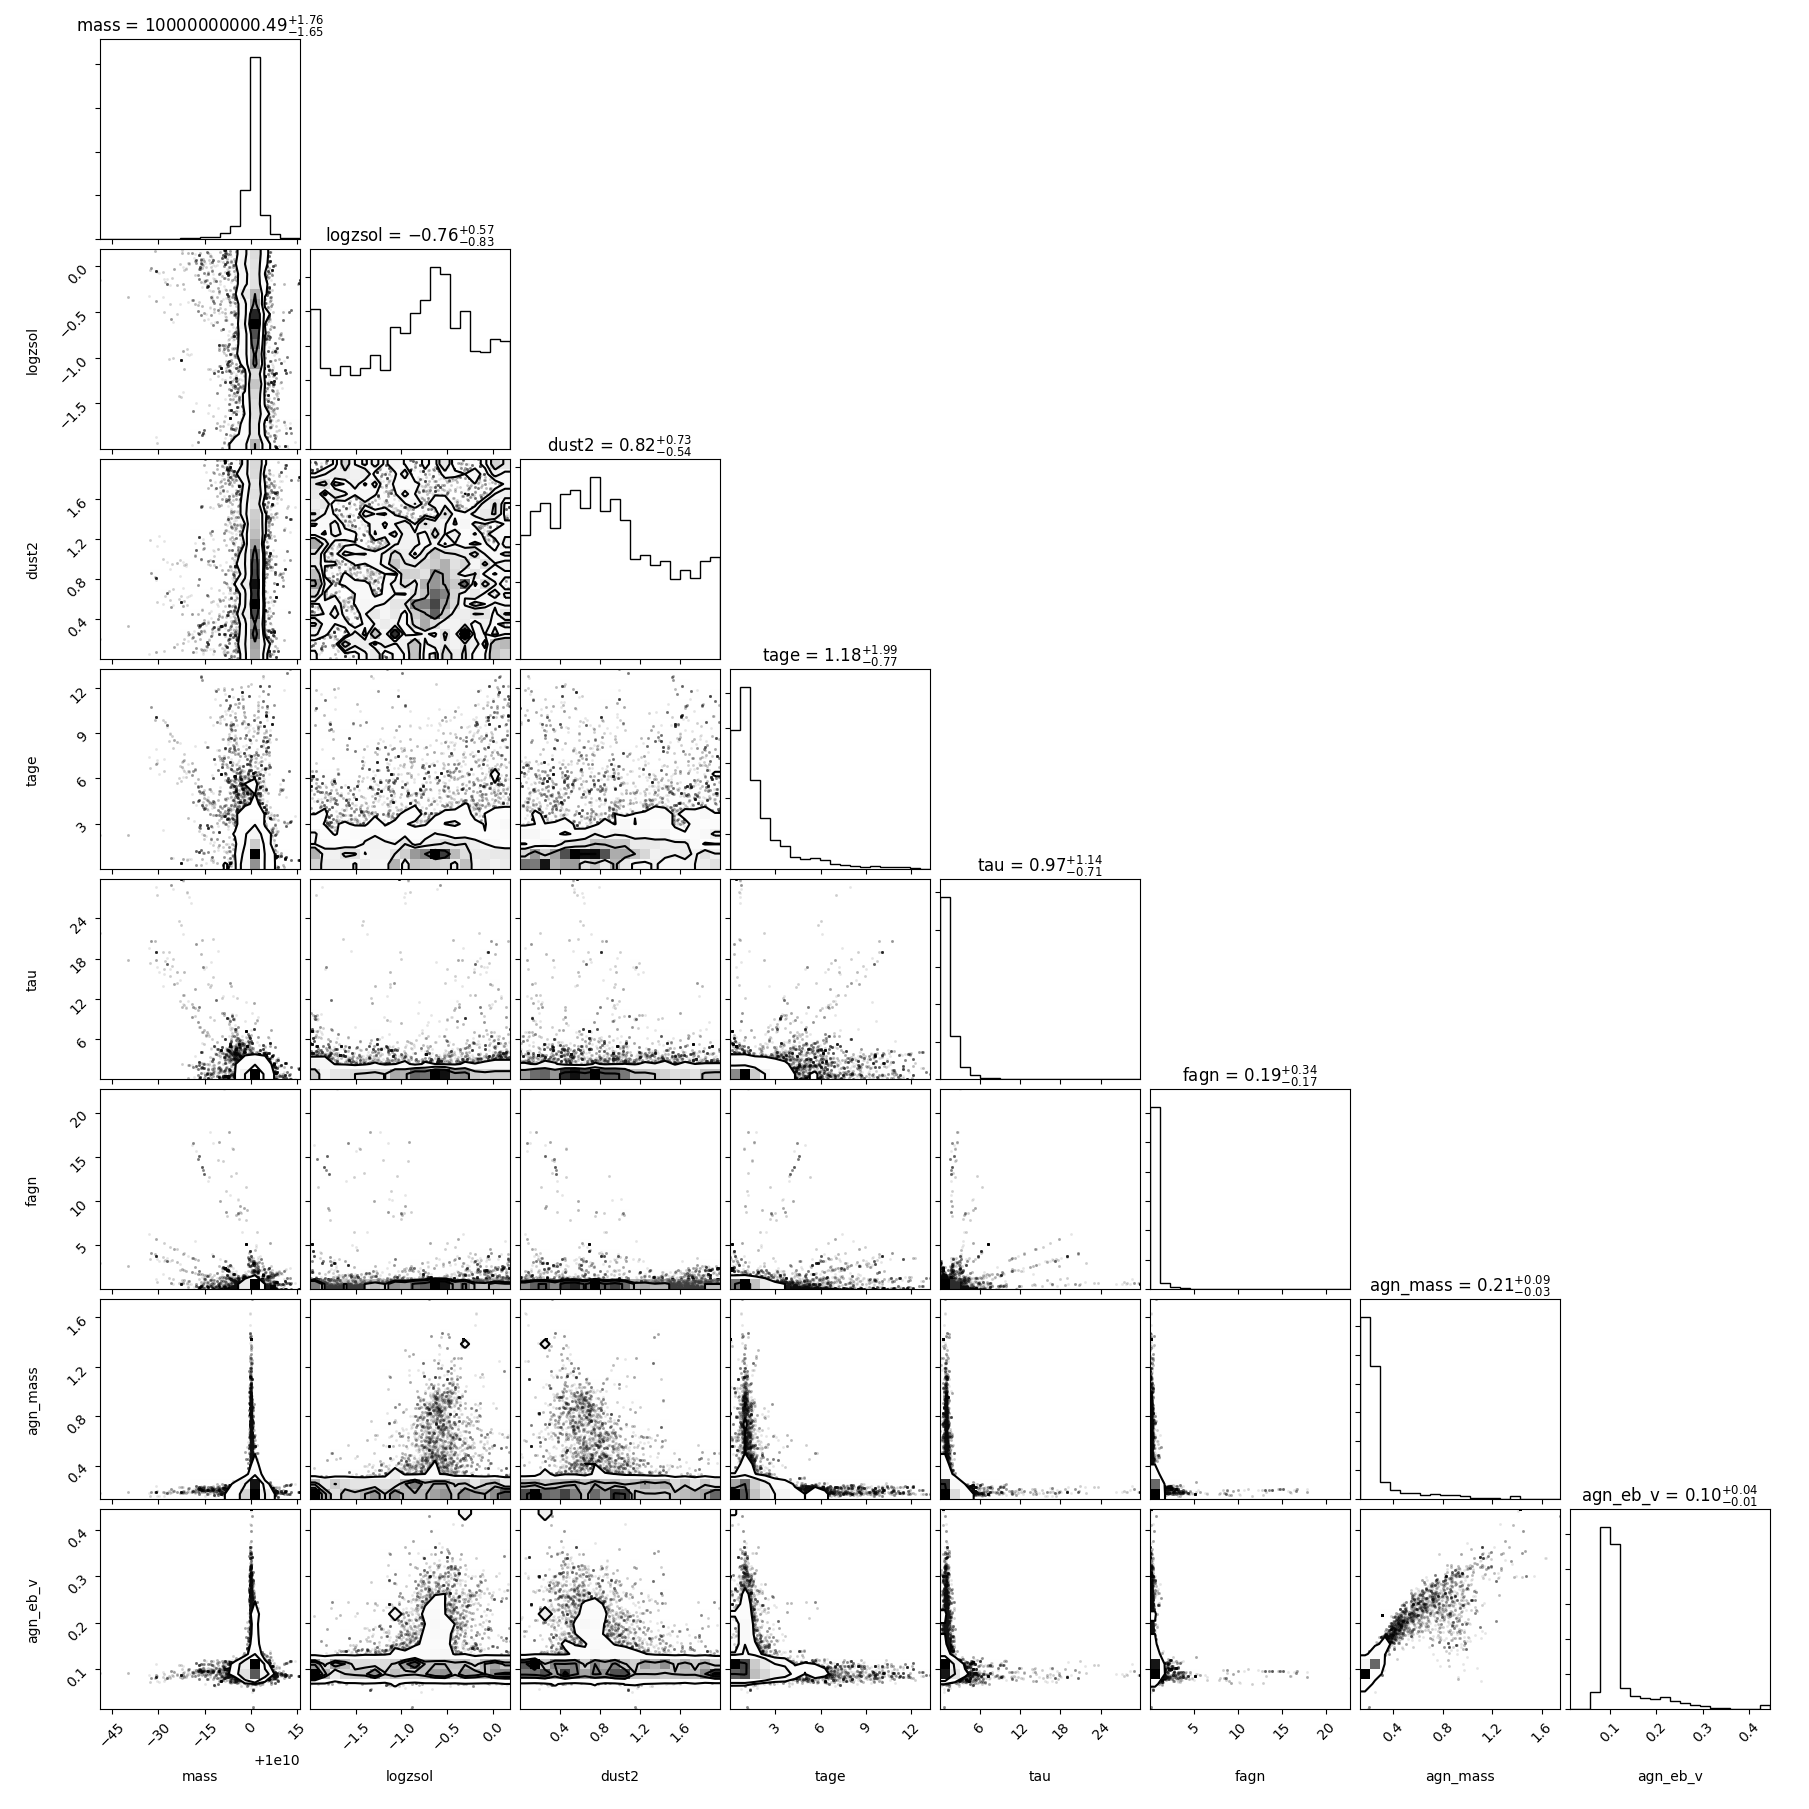 mass = 10000000000.49+1.76 −1.65
logzsol = −0.76+0.57 −0.83
0.0
−0.5
−1.0
−1.5
logzsol
dust2 = 0.82+0.73 −0.54
1.6
1.2
0.8
0.4
dust2
tage = 1.18+1.99 −0.77
12
9
6
3
tage
tau = 0.97+1.14 −0.71
24
18
12
6
tau
fagn = 0.19+0.34 −0.17
20
15
10
5
fagn
agn_mass = 0.21+0.09 −0.03
1.6
1.2
0.8
0.4
agn_mass
agn_eb_v = 0.10+0.04 −0.01
0.4
0.3
0.2
0.1
agn_eb_v
−45 −30 −15 0 15 −1.5 −1.0 −0.5 0.0 0.4 0.8 1.2 1.6 3 6 9 12 6 12 18 24 5 10 15 20 0.4 0.8 1.2 1.6 0.1 0.2 0.3 0.4
+1e10
mass logzsol dust2 tage tau fagn agn_mass agn_eb_v